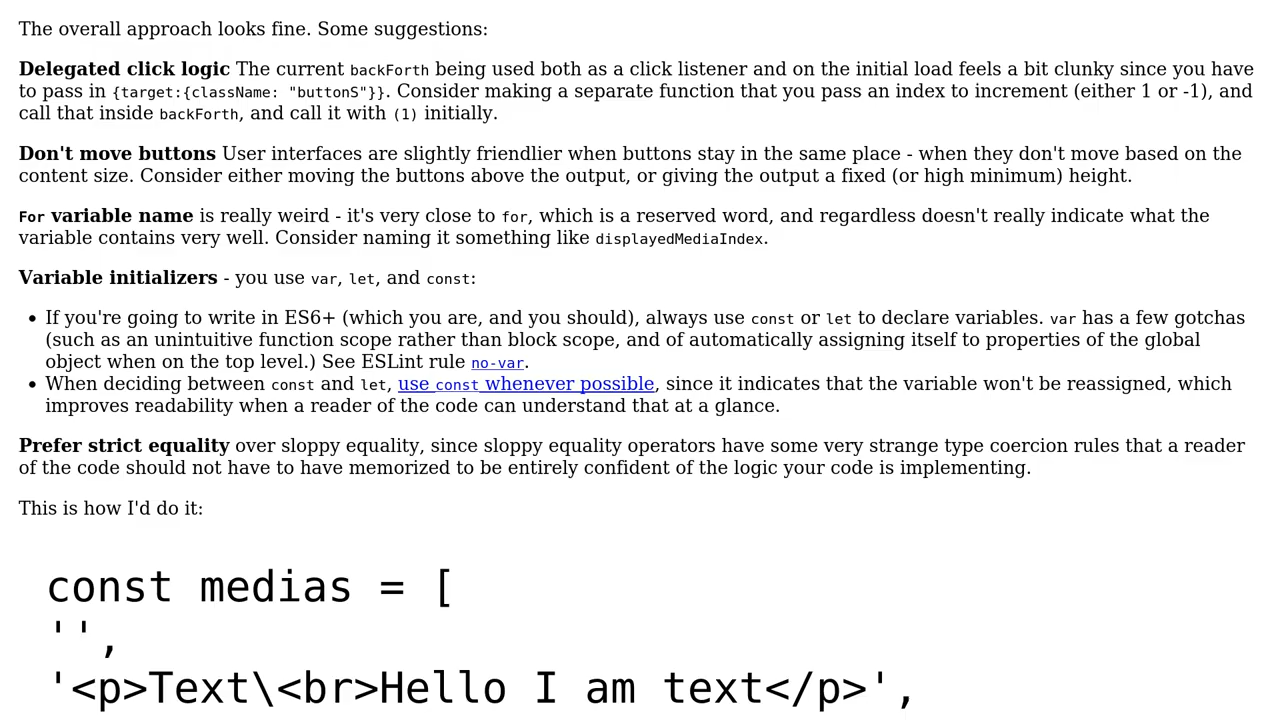 The overall approach looks fine. Some suggestions:
Delegated click logic The current backForth being used both as a click listener and on the initial load feels a bit clunky since you have
to pass in {target:{className: "buttonS"}}. Consider making a separate function that you pass an index to increment (either 1 or -1), and
call that inside backForth, and call it with (1) initially.
Don't move buttons User interfaces are slightly friendlier when buttons stay in the same place - when they don't move based on the
content size. Consider either moving the buttons above the output, or giving the output a fixed (or high minimum) height.
For variable name is really weird - it's very close to for, which is a reserved word, and regardless doesn't really indicate what the
variable contains very well. Consider naming it something like displayedMediaIndex.
Variable initializers - you use var, let, and const:
• If you're going to write in ES6+ (which you are, and you should), always use const or let to declare variables. var has a few gotchas
(such as an unintuitive function scope rather than block scope, and of automatically assigning itself to properties of the global
object when on the top level.) See ESLint rule no-var.
• When deciding between const and let, use const whenever possible, since it indicates that the variable won't be reassigned, which
improves readability when a reader of the code can understand that at a glance.
Prefer strict equality over sloppy equality, since sloppy equality operators have some very strange type coercion rules that a reader
of the code should not have to have memorized to be entirely confident of the logic your code is implementing.
This is how I'd do it:
const medias = [
'',
'<p>Text\<br>Hello I am text</p>',